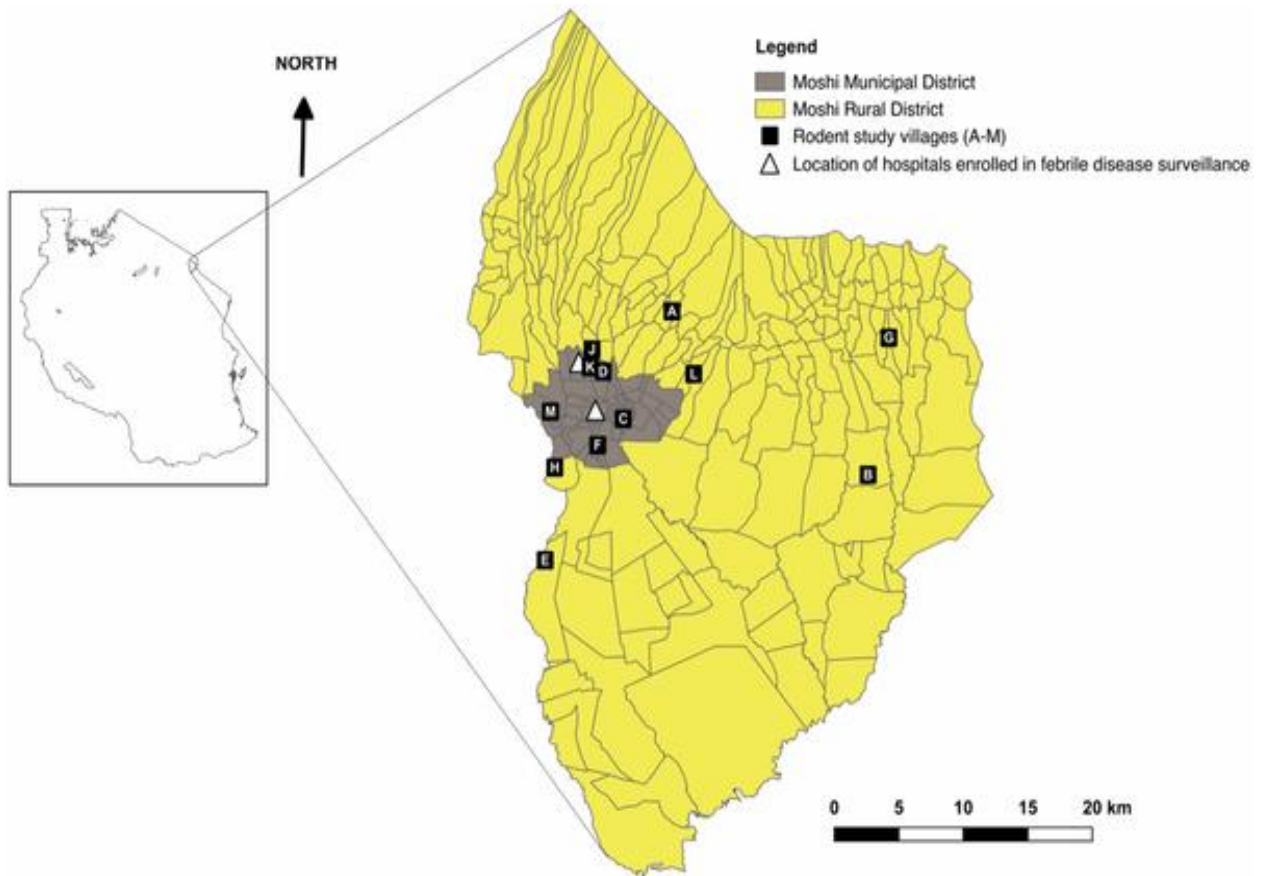 NORTH
Legend
Moshi Municipal District
Moshi Rural District
Rodent study villages (A-M)
Location of hospitals enrolled in febrile disease surveillance
A
G
J
K
D
L
M
C
F
H
B
E
0 5 10 15 20 km